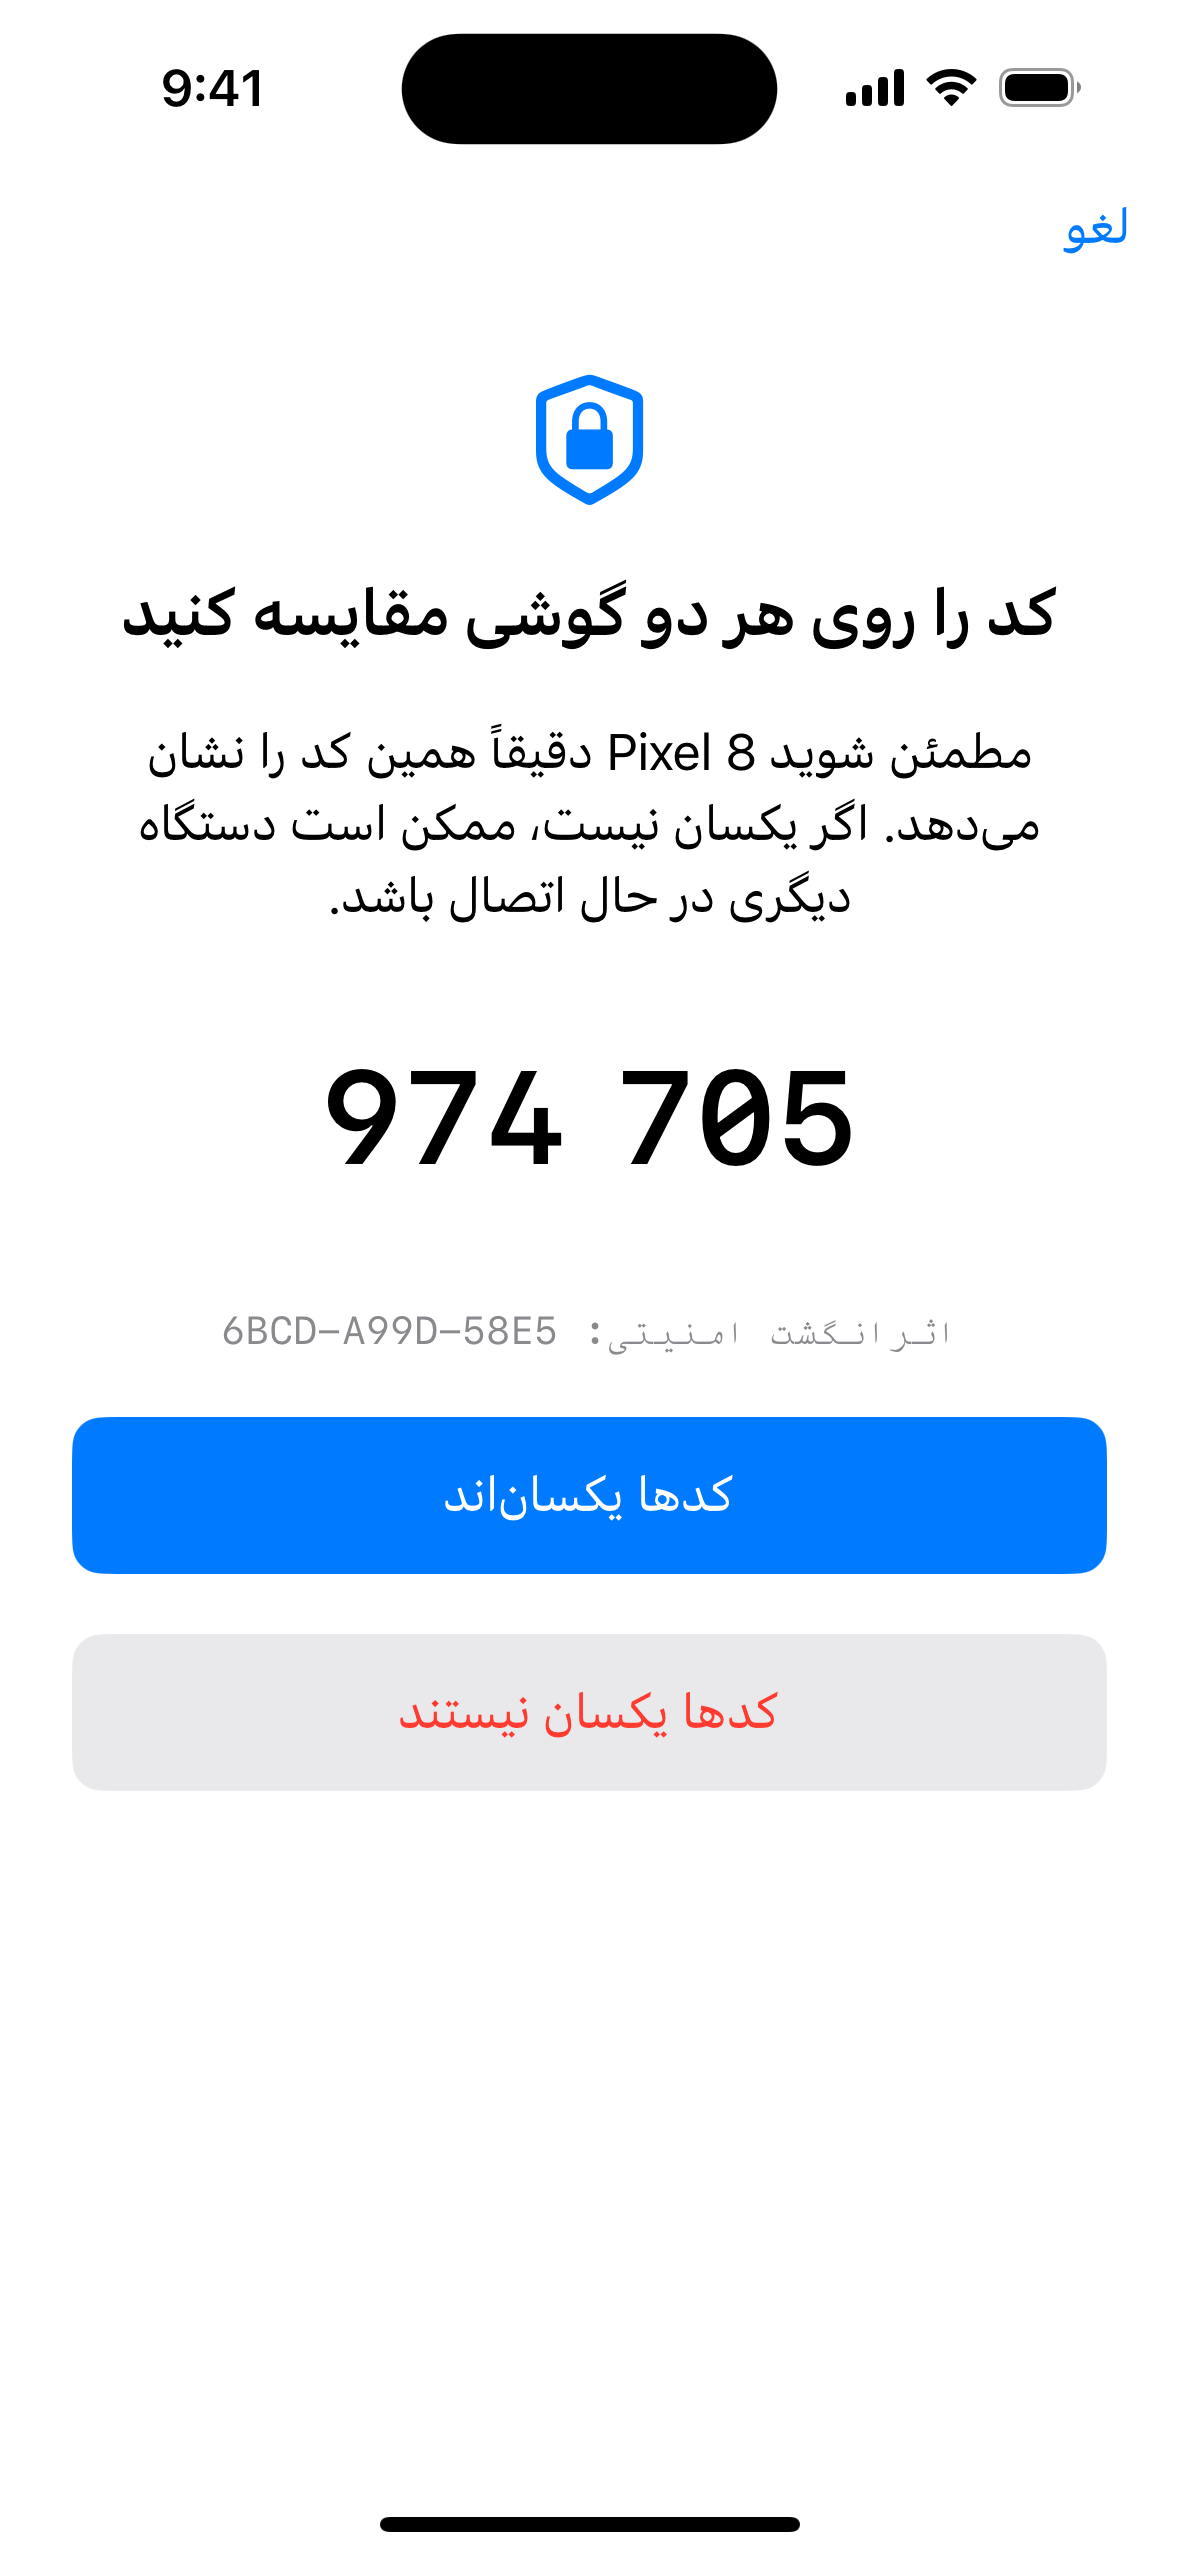 9:41
لغو
کد را روی هر دو گوشی مقایسه کنید
مطمئن شوید Pixel 8 دقیقاً همین کد را نشان
می‌دهد. اگر یکسان نیست، ممکن است دستگاه
دیگری در حال اتصال باشد.
974 705
اثر انگشت امنیتی: 6BCD-A99D-58E5
کدها یکسان‌اند
کدها یکسان نیستند